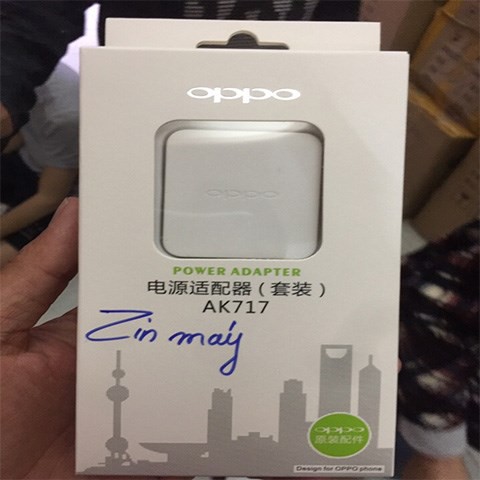 oppo
oppo
POWER ADAPTER
电源适配器（套装）
AK717
Zin máy
oppo
原装配件
Design for OPPO phone